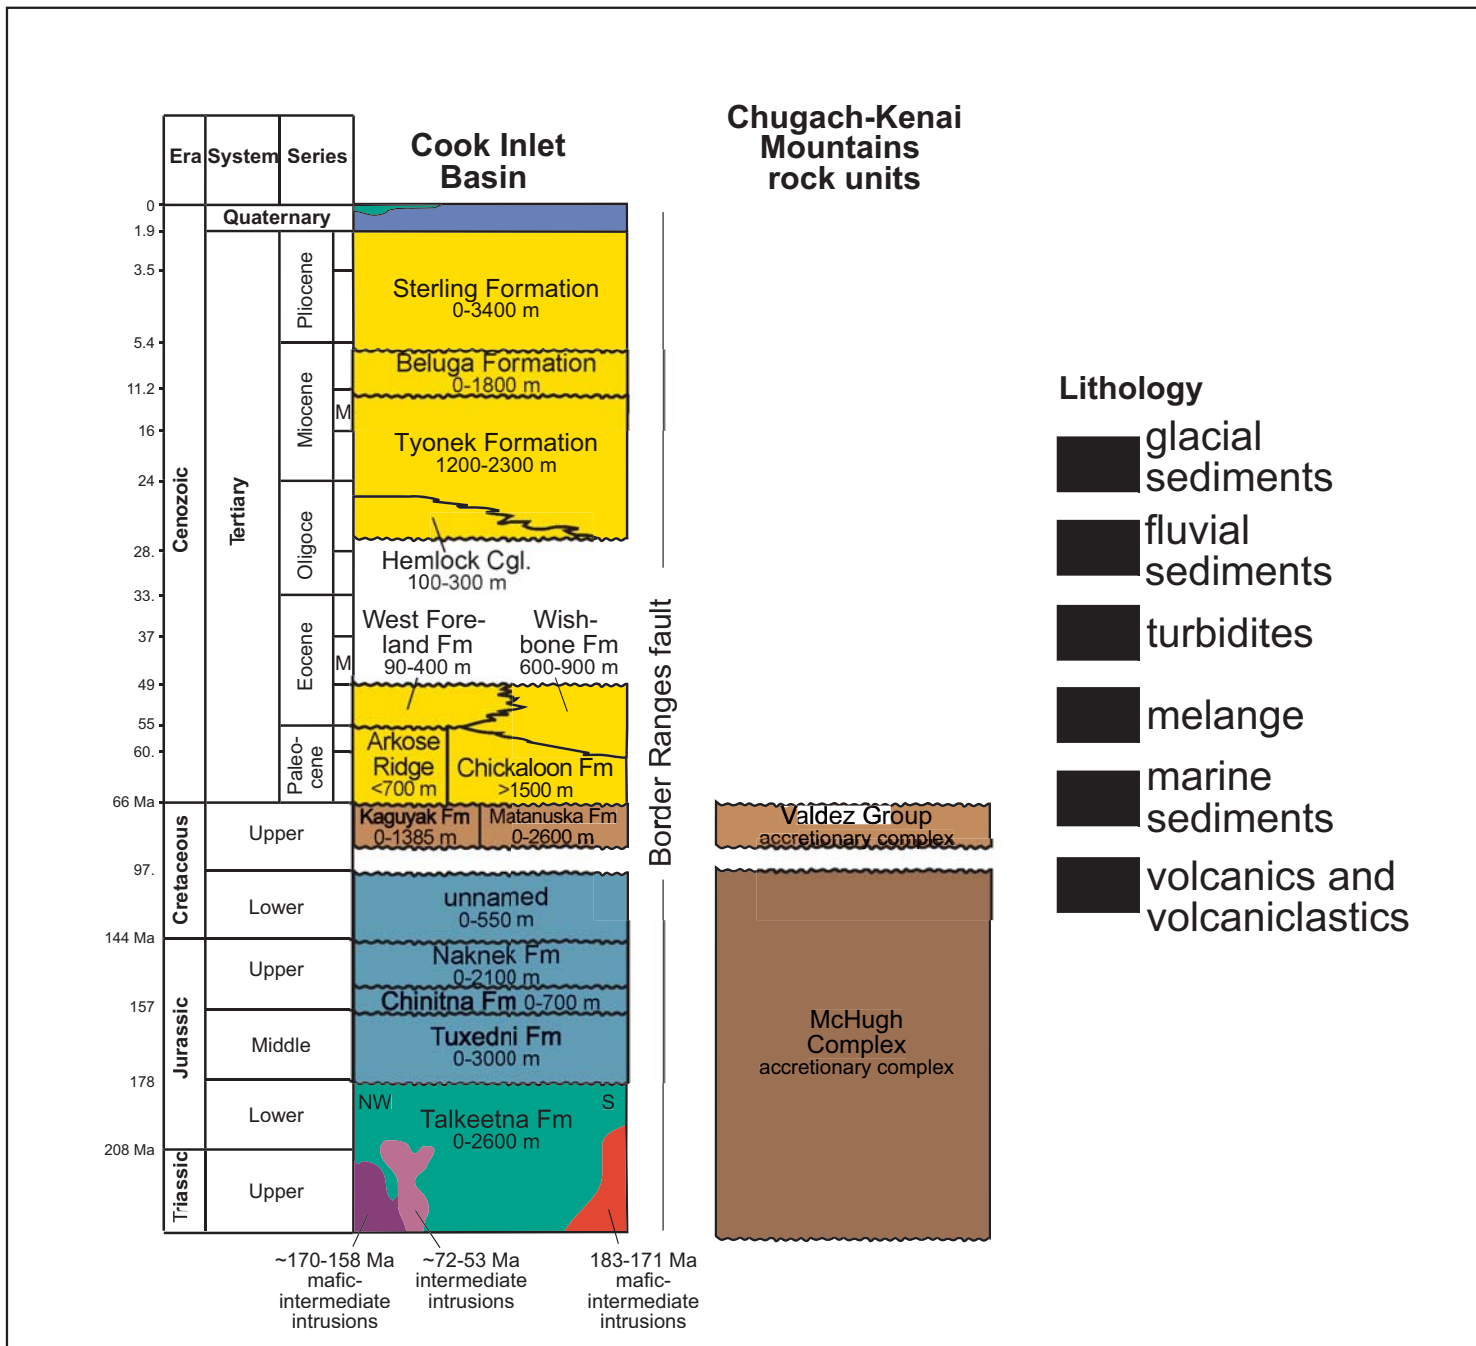 Cook Inlet
Basin
Chugach-Kenai
Mountains
rock units
Era System Series
0
1.9
3.5
5.4
11.2
16
24
28.
33.
37
49
55
60.
66 Ma
97.
144 Ma
157
178
208 Ma
Cenozoic
Cretaceous
Jurassic
Triassic
Quaternary
Tertiary
Upper
Lower
Upper
Middle
Lower
Upper
Pliocene
Miocene
M
Oligoce
Eocene
M
Paleo-
cene
Sterling Formation
0-3400 m
Beluga Formation
0-1800 m
Tyonek Formation
1200-2300 m
Hemlock Cgl.
100-300 m
West Fore-
land Fm
90-400 m
Wish-
bone Fm
600-900 m
Arkose
Ridge
<700 m
Chickaloon Fm
>1500 m
Kaguyak Fm
0-1385 m
Matanuska Fm
0-2600 m
unnamed
0-550 m
Naknek Fm
0-2100 m
Chinitna Fm 0-700 m
Tuxedni Fm
0-3000 m
NW
S
Talkeetna Fm
0-2600 m
~170-158 Ma
mafic-
intermediate
intrusions
~72-53 Ma
intermediate
intrusions
183-171 Ma
mafic-
intermediate
intrusions
Border Ranges fault
Valdez Group
accretionary complex
McHugh
Complex
accretionary complex
Lithology
glacial
sediments
fluvial
sediments
turbidites
melange
marine
sediments
volcanics and
volcaniclastics